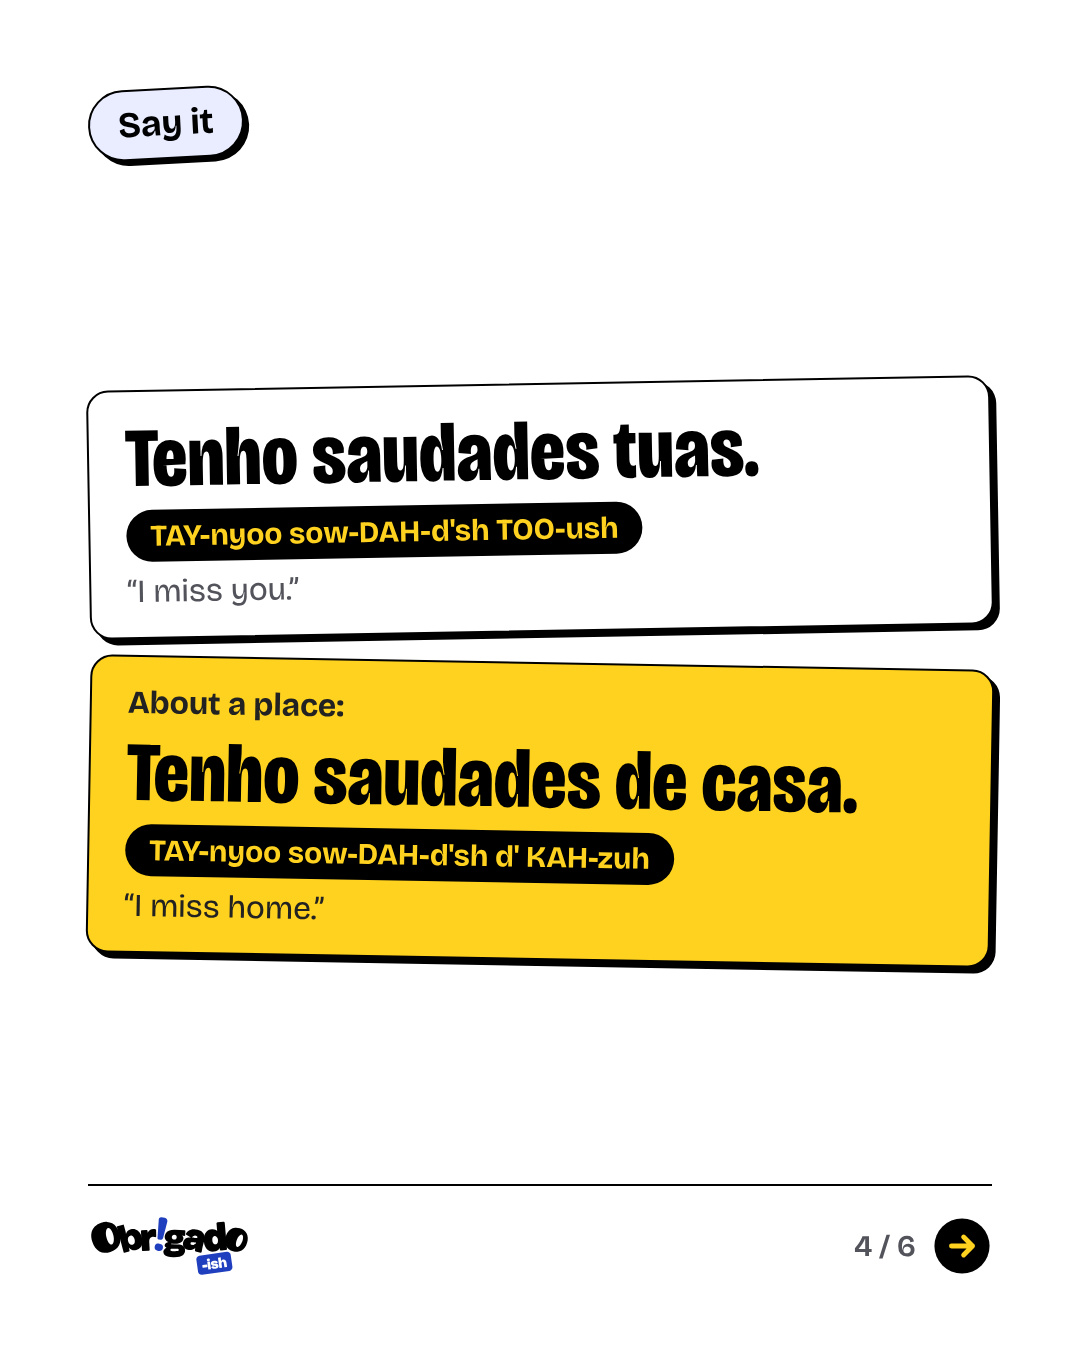 Say it
Tenho saudades tuas.
TAY-nyoo sow-DAH-d'sh TOO-ush
“I miss you.”
About a place:
Tenho saudades de casa.
TAY-nyoo sow-DAH-d'sh d' KAH-zuh
“I miss home.”
Obr!gado
-ish
4 / 6